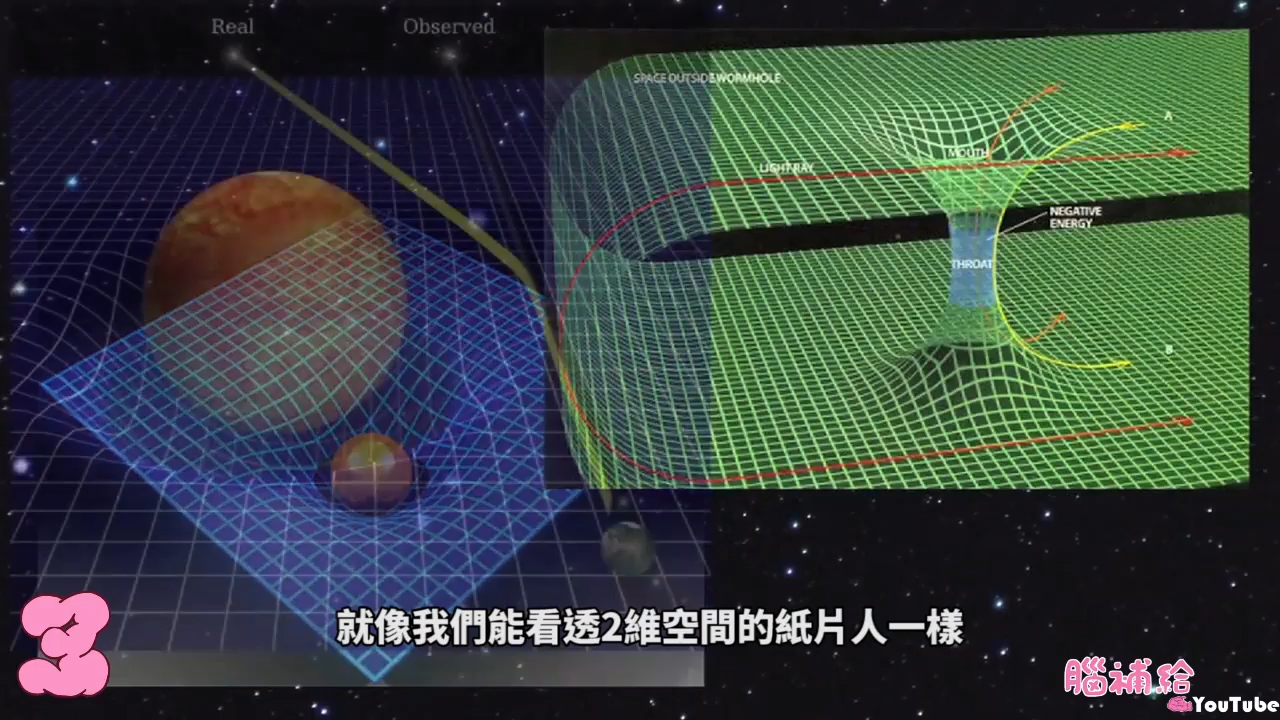 Real
Observed
SPACE OUTSIDE WORMHOLE
A
MOUTH
LIGHT RAY
NEGATIVE
ENERGY
THROAT
B
就像我們能看透2維空間的紙片人一樣
腦補給
YouTube